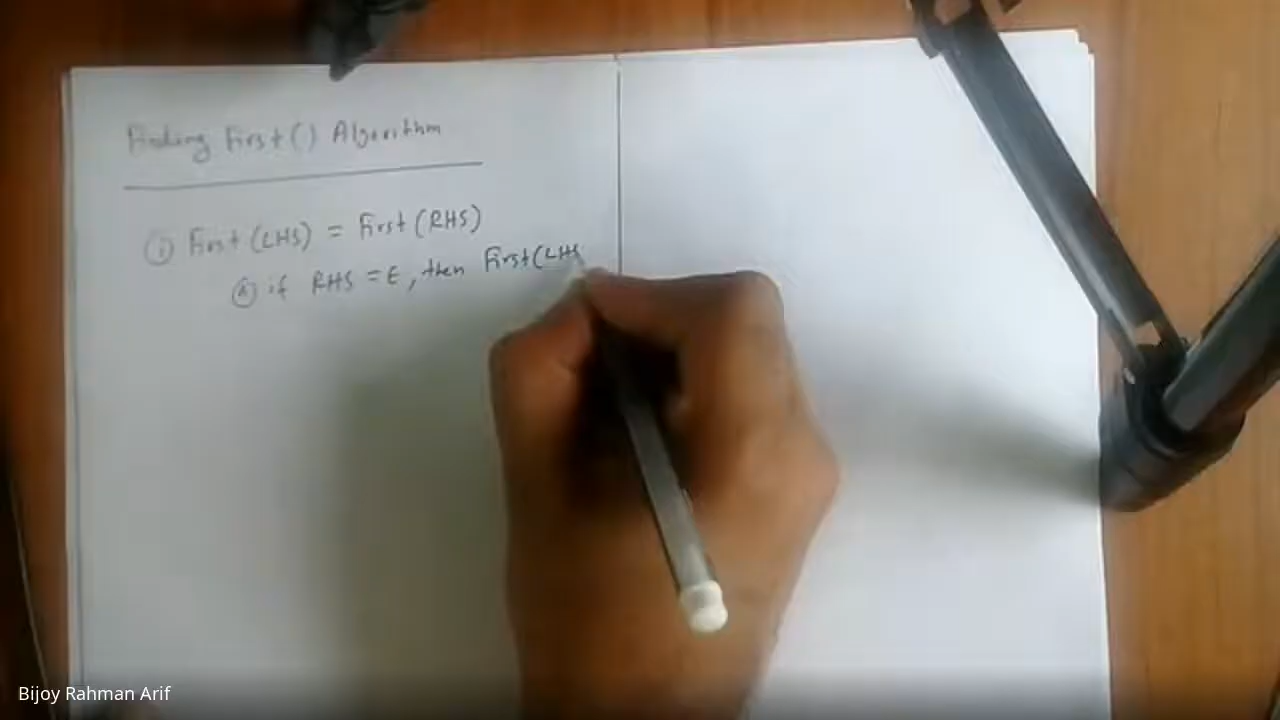 Finding First() Algorithm
① First (LHS) = First (RHS)
ⓐ if RHS = ε, then First(LHS
Bijoy Rahman Arif